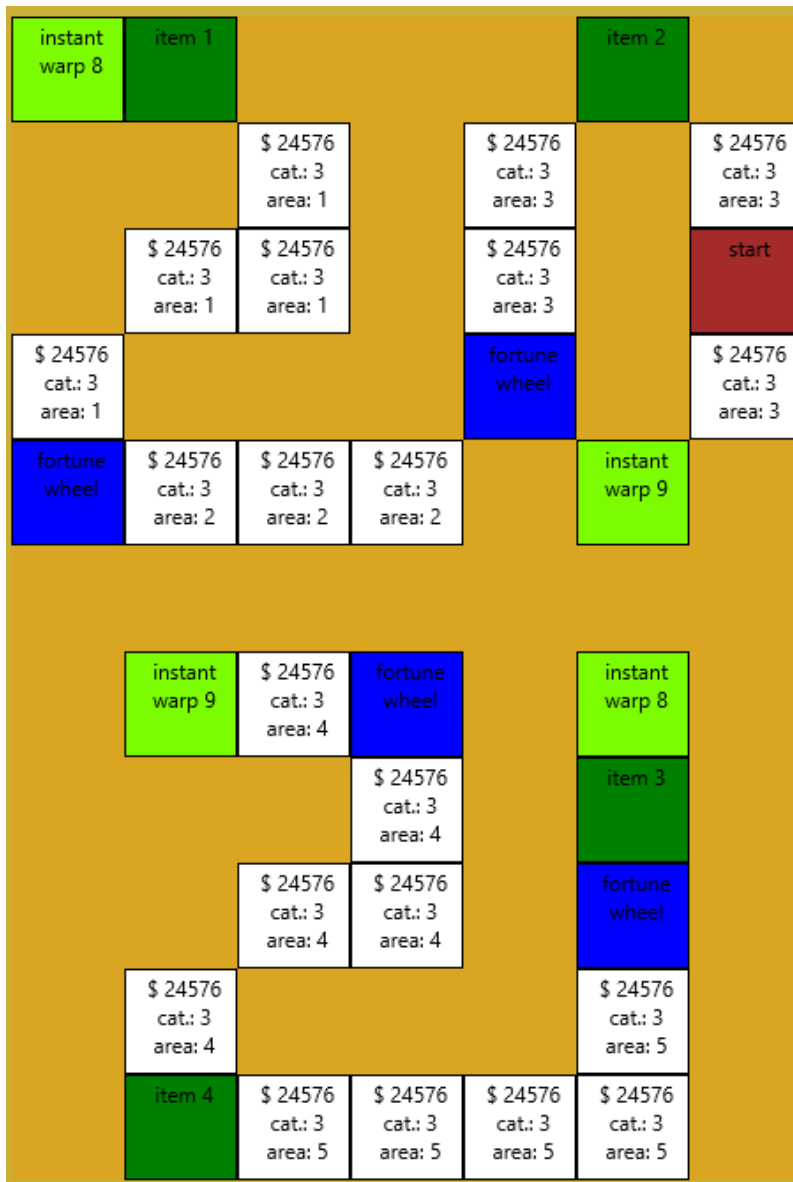 instant
warp 8
item 1
item 2
$ 24576
cat.: 3
area: 1
$ 24576
cat.: 3
area: 3
$ 24576
cat.: 3
area: 3
$ 24576
cat.: 3
area: 1
$ 24576
cat.: 3
area: 1
$ 24576
cat.: 3
area: 3
start
$ 24576
cat.: 3
area: 1
fortune
wheel
$ 24576
cat.: 3
area: 3
fortune
wheel
$ 24576
cat.: 3
area: 2
$ 24576
cat.: 3
area: 2
$ 24576
cat.: 3
area: 2
instant
warp 9
instant
warp 9
$ 24576
cat.: 3
area: 4
fortune
wheel
instant
warp 8
$ 24576
cat.: 3
area: 4
item 3
$ 24576
cat.: 3
area: 4
$ 24576
cat.: 3
area: 4
fortune
wheel
$ 24576
cat.: 3
area: 4
$ 24576
cat.: 3
area: 5
item 4
$ 24576
cat.: 3
area: 5
$ 24576
cat.: 3
area: 5
$ 24576
cat.: 3
area: 5
$ 24576
cat.: 3
area: 5